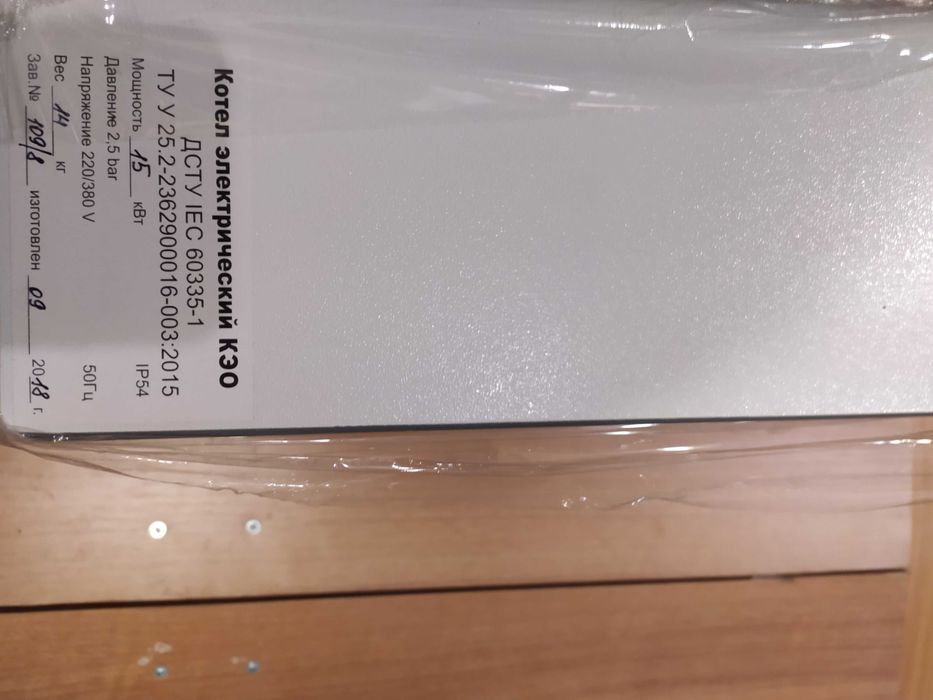 Котел электрический КЭО
ДСТУ IEC 60335-1
ТУ У 25.2-2362900016-003:2015
Мощность 15 кВт IP54
Давление 2,5 bar
Напряжение 220/380 V 50Гц
Вес 14 кг
Зав.№ 109/8 изготовлен 09 2018 г.